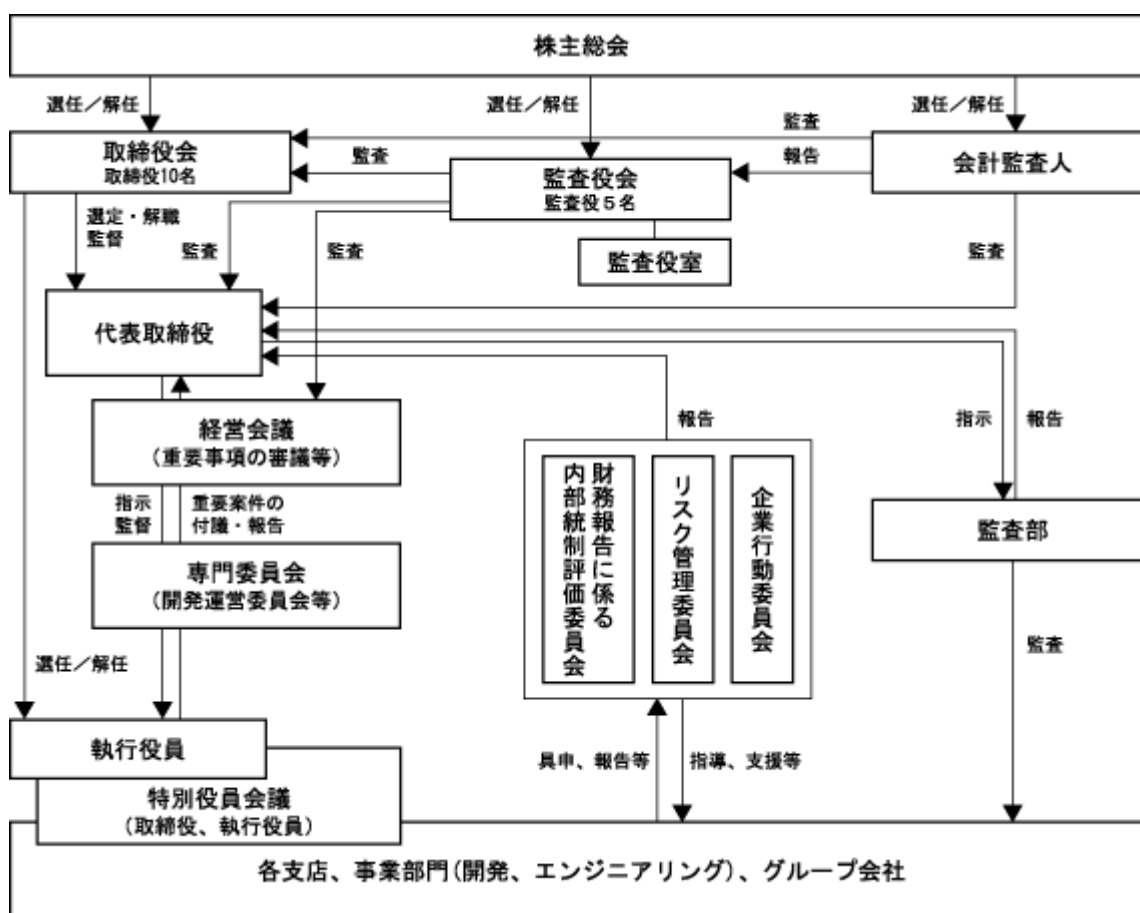 株主総会
選任／解任
選任／解任
選任／解任
取締役会
取締役10名
監査
監査
報告
会計監査人
監査役会
監査役５名
選定・解職
監督
監査
監査
監査役室
監査
代表取締役
経営会議
(重要事項の審議等)
報告
指示
報告
指示
監督
重要案件の
付議・報告
財務報告に係る
内部統制評価委員会
リスク管理委員会
企業行動委員会
監査部
専門委員会
(開発運営委員会等)
選任／解任
監査
執行役員
具申、報告等
指導、支援等
特別役員会議
(取締役、執行役員)
各支店、事業部門(開発、エンジニアリング)、グループ会社